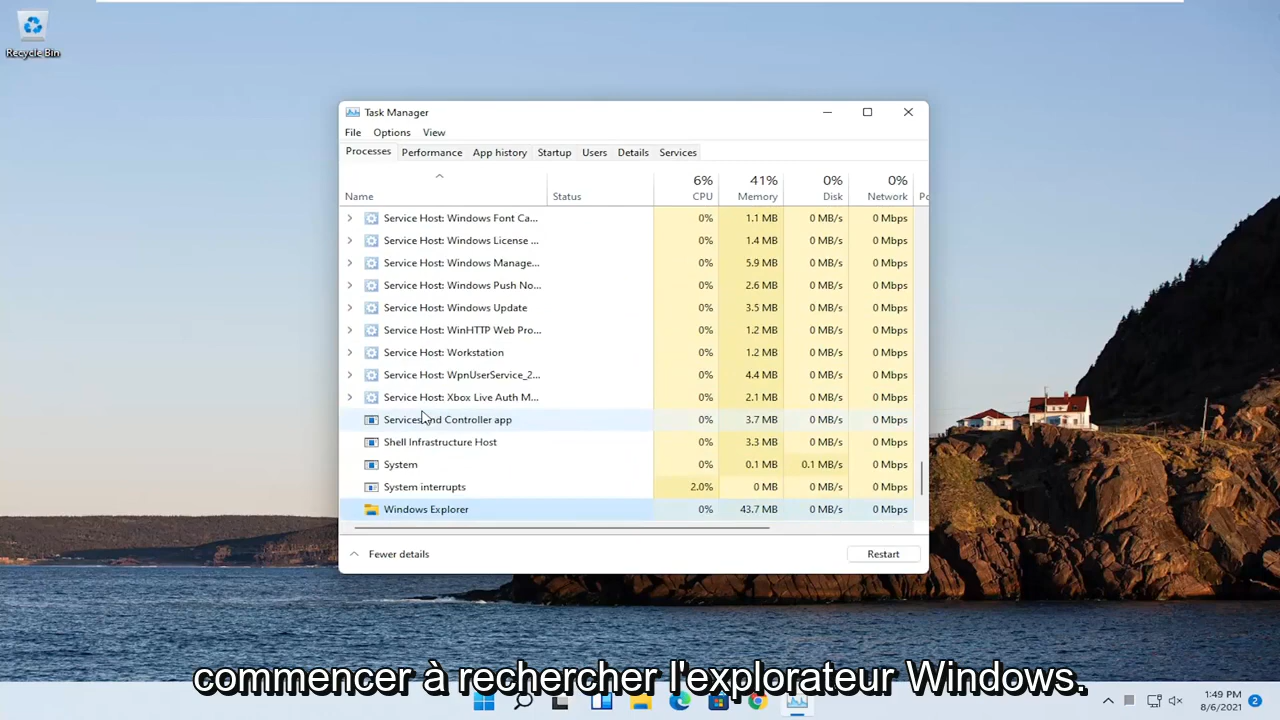 Recycle Bin
Task Manager
File Options View
Processes Performance App history Startup Users Details Services
6% 41% 0% 0%
Name Status CPU Memory Disk Network Po
Service Host: Windows Font Ca... 0% 1.1 MB 0 MB/s 0 Mbps
Service Host: Windows License ... 0% 1.4 MB 0 MB/s 0 Mbps
Service Host: Windows Manage... 0% 5.9 MB 0 MB/s 0 Mbps
Service Host: Windows Push No... 0% 2.6 MB 0 MB/s 0 Mbps
Service Host: Windows Update 0% 3.5 MB 0 MB/s 0 Mbps
Service Host: WinHTTP Web Pro... 0% 1.2 MB 0 MB/s 0 Mbps
Service Host: Workstation 0% 1.2 MB 0 MB/s 0 Mbps
Service Host: WpnUserService_2... 0% 4.4 MB 0 MB/s 0 Mbps
Service Host: Xbox Live Auth M... 0% 2.1 MB 0 MB/s 0 Mbps
Services and Controller app 0% 3.7 MB 0 MB/s 0 Mbps
Shell Infrastructure Host 0% 3.3 MB 0 MB/s 0 Mbps
System 0% 0.1 MB 0.1 MB/s 0 Mbps
System interrupts 2.0% 0 MB 0 MB/s 0 Mbps
Windows Explorer 0% 43.7 MB 0 MB/s 0 Mbps
Fewer details Restart
commencer à rechercher l'explorateur Windows.
1:49 PM
8/6/2021 2